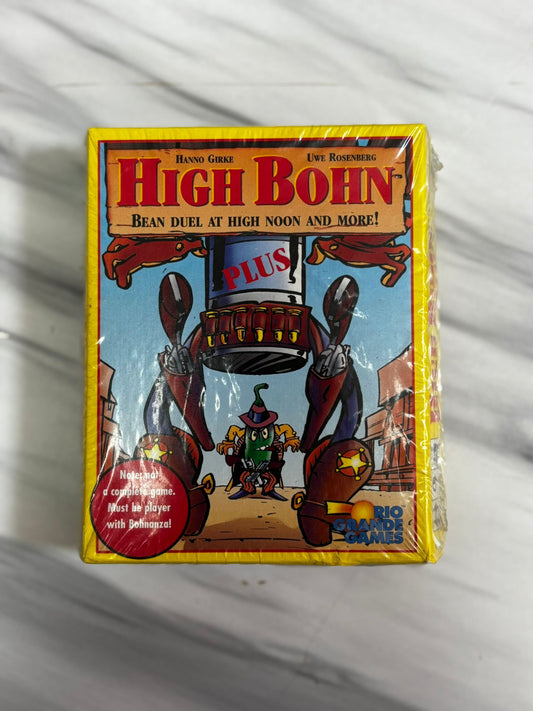 HANNO GIRKE UWE ROSENBERG
HIGH BOHN
BEAN DUEL AT HIGH NOON AND MORE!
PLUS
Note: not
a complete game.
Must be player
with Bohnanza!
RIO
GRANDE
GAMES